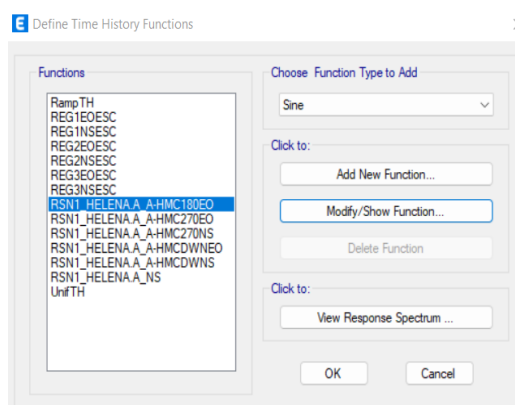 E Define Time History Functions
Functions
RampTH
REG1EOESC
REG1NSESC
REG2EOESC
REG2NSESC
REG3EOESC
REG3NSESC
RSN1_HELENA.A_A-HMC180EO
RSN1_HELENA.A_A-HMC270EO
RSN1_HELENA.A_A-HMC270NS
RSN1_HELENA.A_A-HMCDWNEO
RSN1_HELENA.A_A-HMCDWNS
RSN1_HELENA.A_NS
UnifTH
Choose Function Type to Add
Sine
Click to:
Add New Function...
Modify/Show Function...
Delete Function
Click to:
View Response Spectrum ...
OK
Cancel